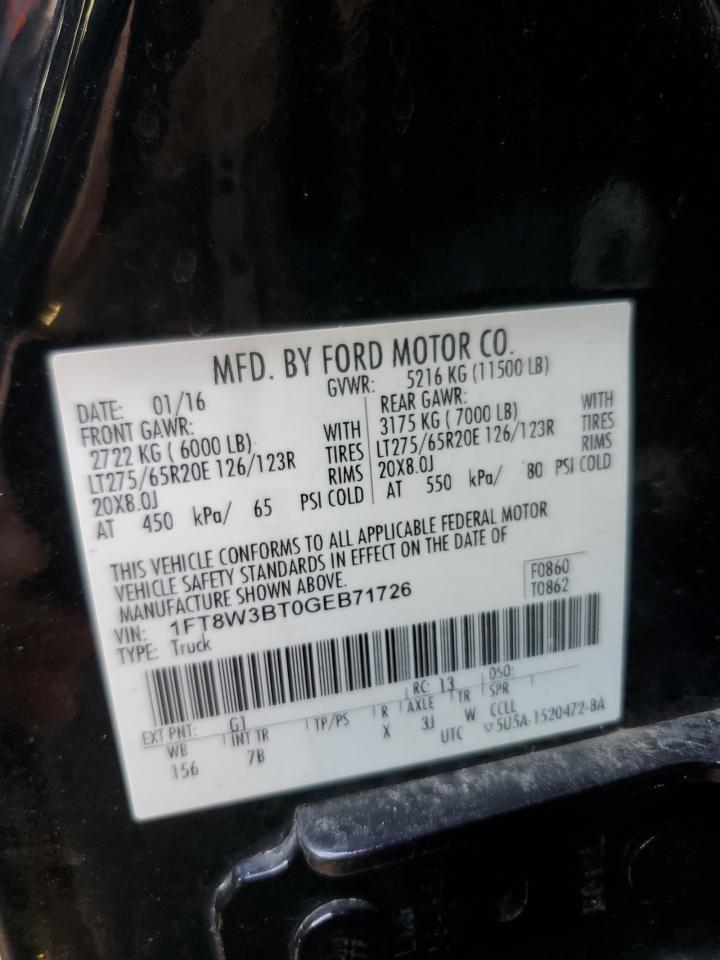 MFD. BY FORD MOTOR CO.
DATE: 01/16 GVWR: 5216 KG (11500 LB)
FRONT GAWR: REAR GAWR:
2722 KG ( 6000 LB) WITH 3175 KG ( 7000 LB) WITH
LT275/65R20E 126/123R TIRES LT275/65R20E 126/123R TIRES
20X8.0J RIMS 20X8.0J RIMS
AT 450 kPa/ 65 PSI COLD AT 550 kPa/ 80 PSI COLD
THIS VEHICLE CONFORMS TO ALL APPLICABLE FEDERAL MOTOR
VEHICLE SAFETY STANDARDS IN EFFECT ON THE DATE OF
MANUFACTURE SHOWN ABOVE.
VIN: 1FT8W3BT0GEB71726
TYPE: Truck
F0860
T0862
EXT PNT: G1 RC: 13 DSO:
WB INT TR TP/PS R AXLE TR SPR
156 7B X 3J W CCLL
UTC ▽5U5A-1520472-BA